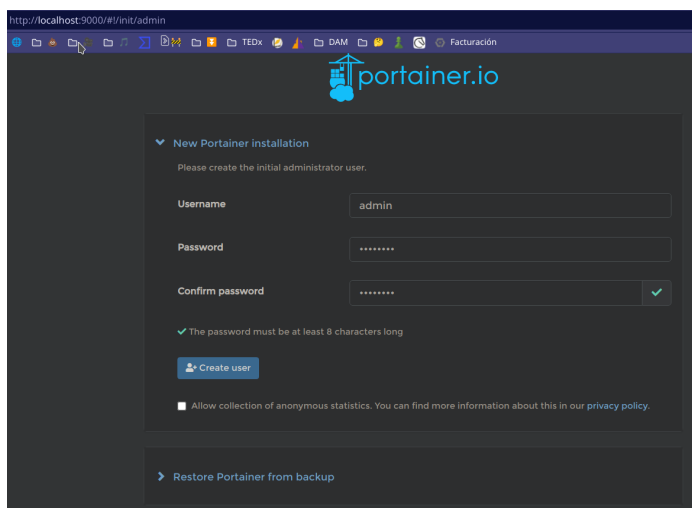 http://localhost:9000/#!/init/admin
TEDx DAM Facturación
portainer.io
New Portainer installation
Please create the initial administrator user.
Username admin
Password ••••••••
Confirm password ••••••••
The password must be at least 8 characters long
Create user
Allow collection of anonymous statistics. You can find more information about this in our privacy policy.
Restore Portainer from backup